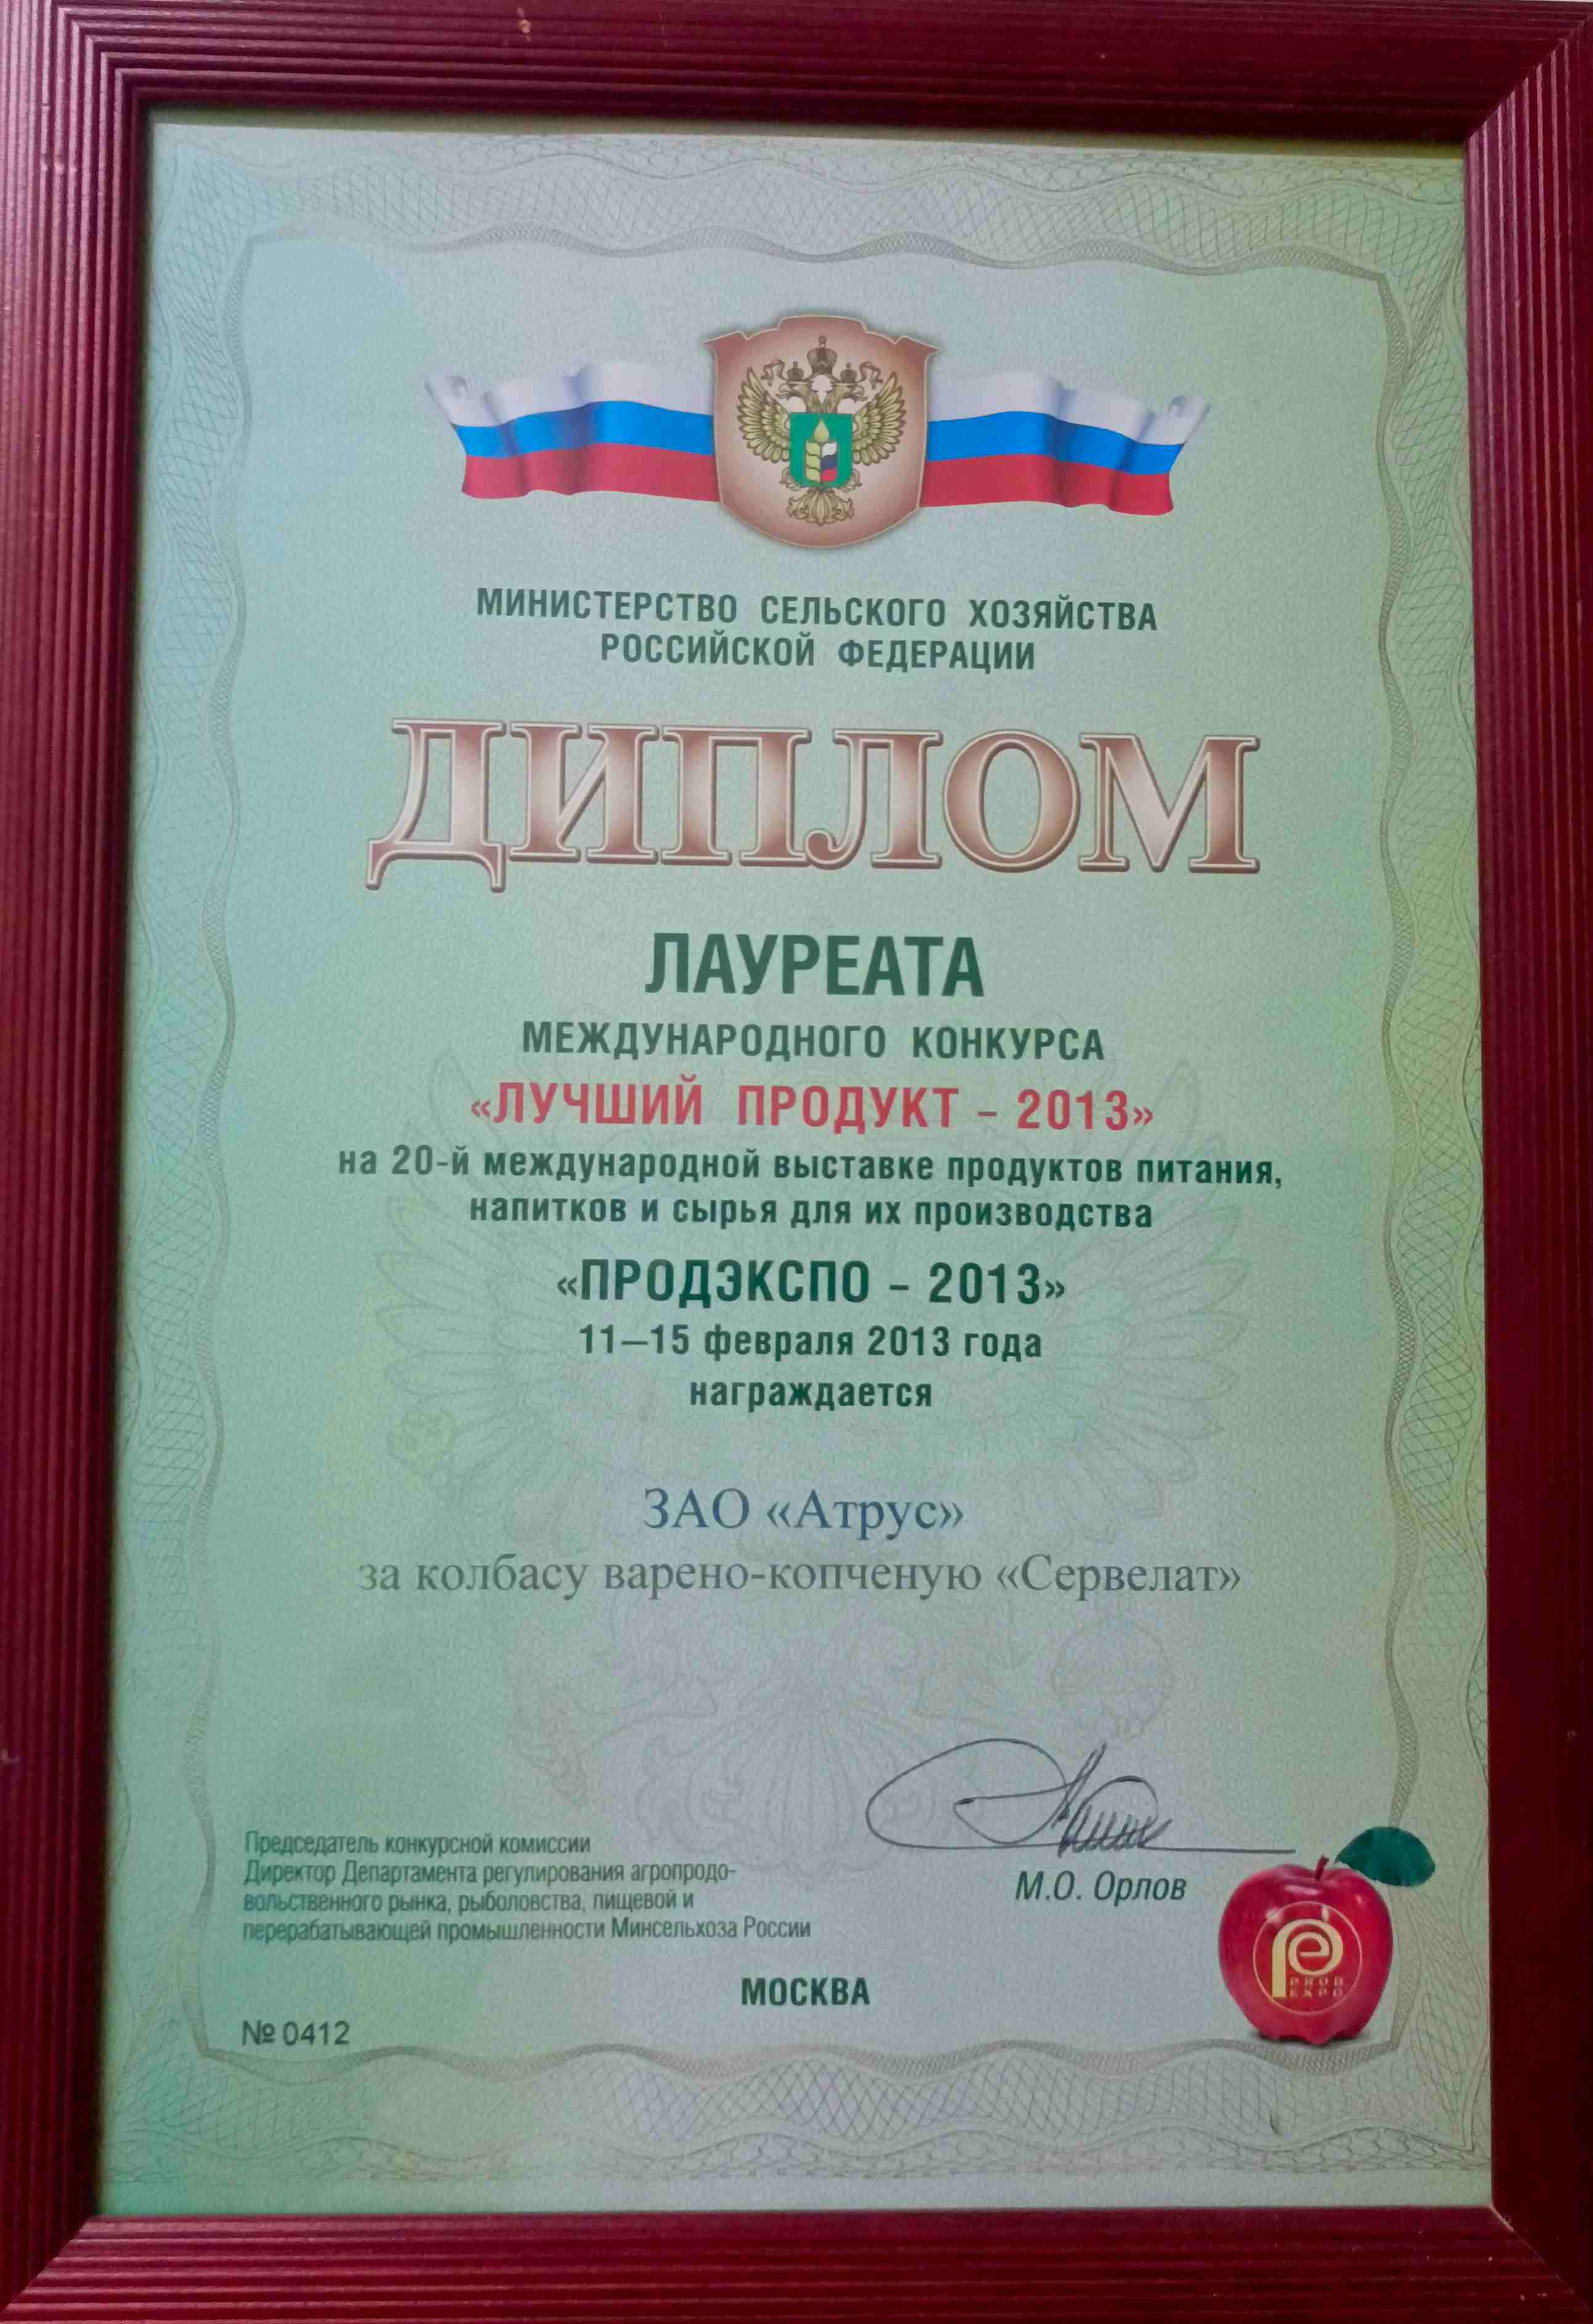 МИНИСТЕРСТВО СЕЛЬСКОГО ХОЗЯЙСТВА
РОССИЙСКОЙ ФЕДЕРАЦИИ
ДИПЛОМ
ЛАУРЕАТА
МЕЖДУНАРОДНОГО КОНКУРСА
«ЛУЧШИЙ ПРОДУКТ – 2013»
на 20-й международной выставке продуктов питания,
напитков и сырья для их производства
«ПРОДЭКСПО – 2013»
11–15 февраля 2013 года
награждается
ЗАО «Атрус»
за колбасу варено-копченую «Сервелат»
Председатель конкурсной комиссии
Директор Департамента регулирования агропродо-
вольственного рынка, рыболовства, пищевой и
перерабатывающей промышленности Минсельхоза России
М.О. Орлов
PROD
EXPO
МОСКВА
№ 0412